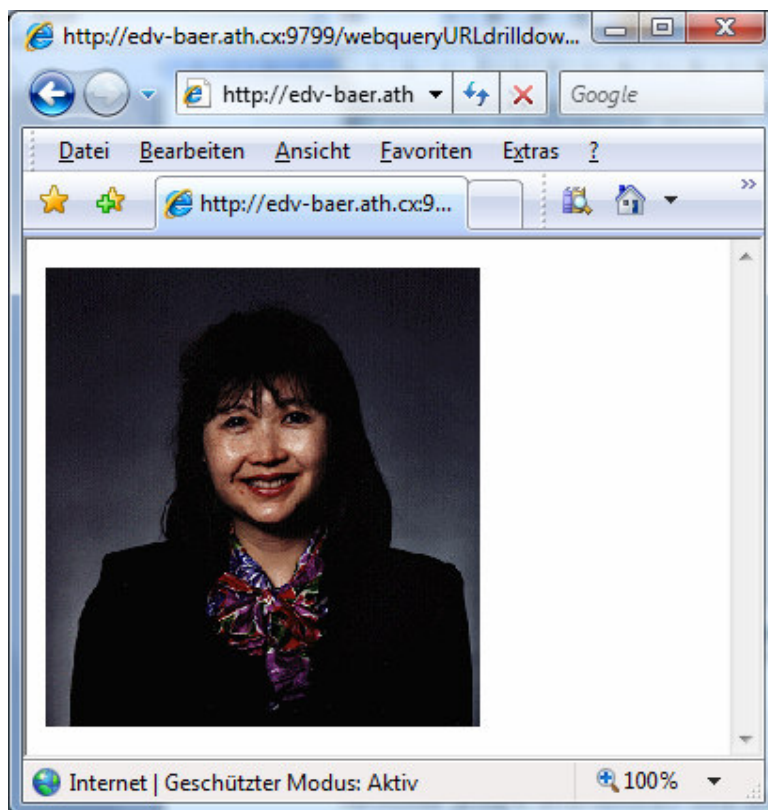 http://edv-baer.ath.cx:9799/webqueryURLdrilldow...
http://edv-baer.ath
Google
Datei Bearbeiten Ansicht Favoriten Extras ?
http://edv-baer.ath.cx:9...
Internet | Geschützter Modus: Aktiv 100%